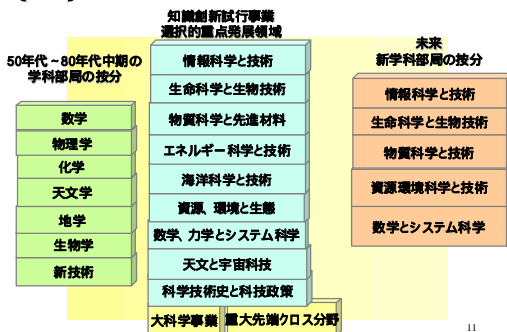 50年代~80年代中期の
学科部局の按分
数学
物理学
化学
天文学
地学
生物学
新技術
知識創新試行事業
選択的重点発展領域
情報科学と技術
生命科学と生物技術
物質科学と先進材料
エネルギー科学と技術
海洋科学と技術
資源、環境と生態
数学、力学とシステム科学
天文と宇宙科技
科学技術史と科技政策
大科学事業
重大先端クロス分野
未来
新学科部局の按分
情報科学と技術
生命科学と生物技術
物質科学と技術
資源環境科学と技術
数学とシステム科学
11